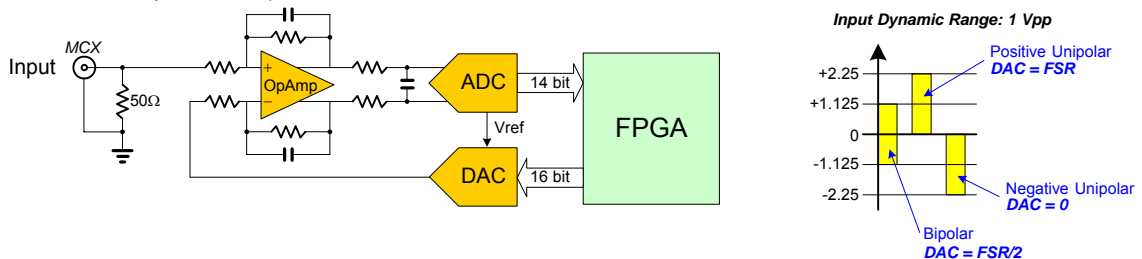 Input
MCX
50Ω
OpAmp
ADC
14 bit
Vref
DAC
16 bit
FPGA
Input Dynamic Range: 1 Vpp
+2.25
+1.125
0
-1.125
-2.25
Positive Unipolar
DAC = FSR
Negative Unipolar
DAC = 0
Bipolar
DAC = FSR/2